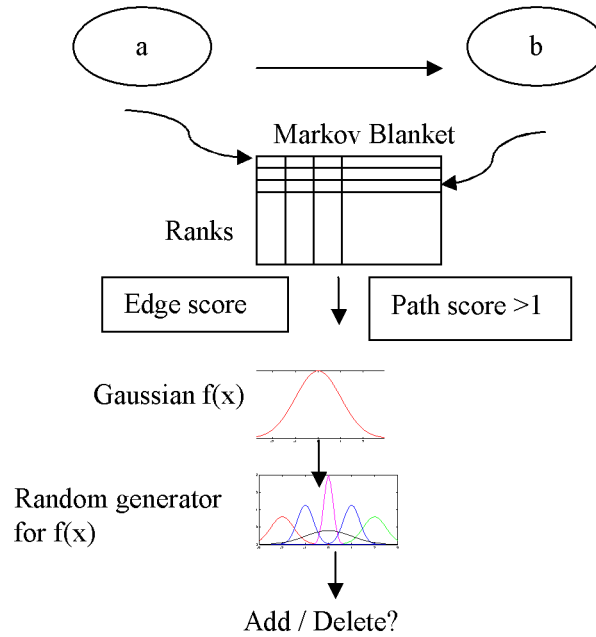 a
b
Markov Blanket
Ranks
Edge score
Path score >1
Gaussian f(x)
Random generator
for f(x)
Add / Delete?